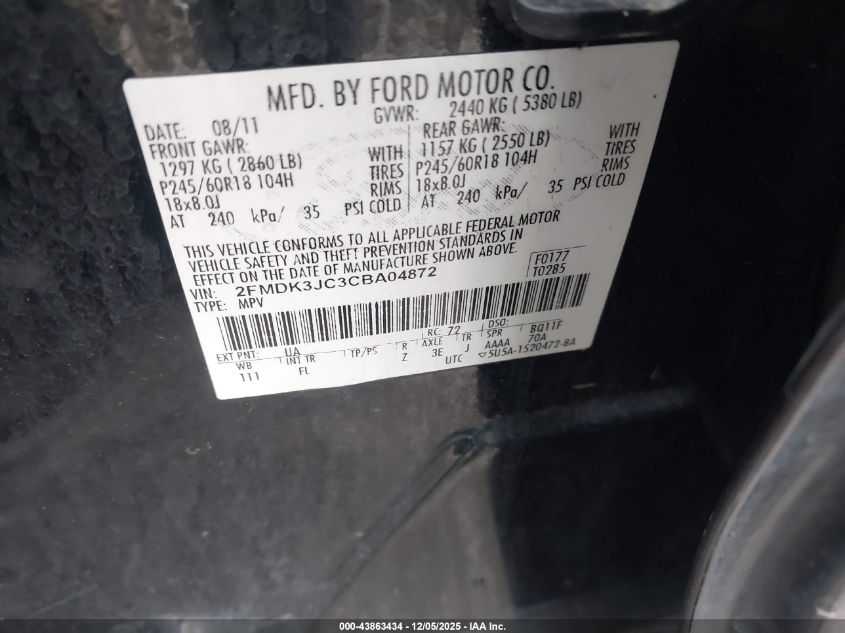 MFD. BY FORD MOTOR CO.
DATE: 08/11 GVWR: 2440 KG ( 5380 LB)
FRONT GAWR: REAR GAWR:
1297 KG ( 2860 LB) WITH 1157 KG ( 2550 LB) WITH
P245/60R18 104H TIRES P245/60R18 104H TIRES
18x8.0J RIMS 18x8.0J RIMS
AT 240 kPa/ 35 PSI COLD AT 240 kPa/ 35 PSI COLD
THIS VEHICLE CONFORMS TO ALL APPLICABLE FEDERAL MOTOR
VEHICLE SAFETY AND THEFT PREVENTION STANDARDS IN
EFFECT ON THE DATE OF MANUFACTURE SHOWN ABOVE.
F0177
T0285
VIN: 2FMDK3JC3CBA04872
TYPE: MPV
EXT PNT: UA RC: 72 DSO: BQ11F
WB INT TR TP/PS R AXLE TR SPR
111 FL Z 3E J AAAA 70A
UTC ▽5U5A-1520472-BA
000-43863434 - 12/05/2025 - IAA Inc.